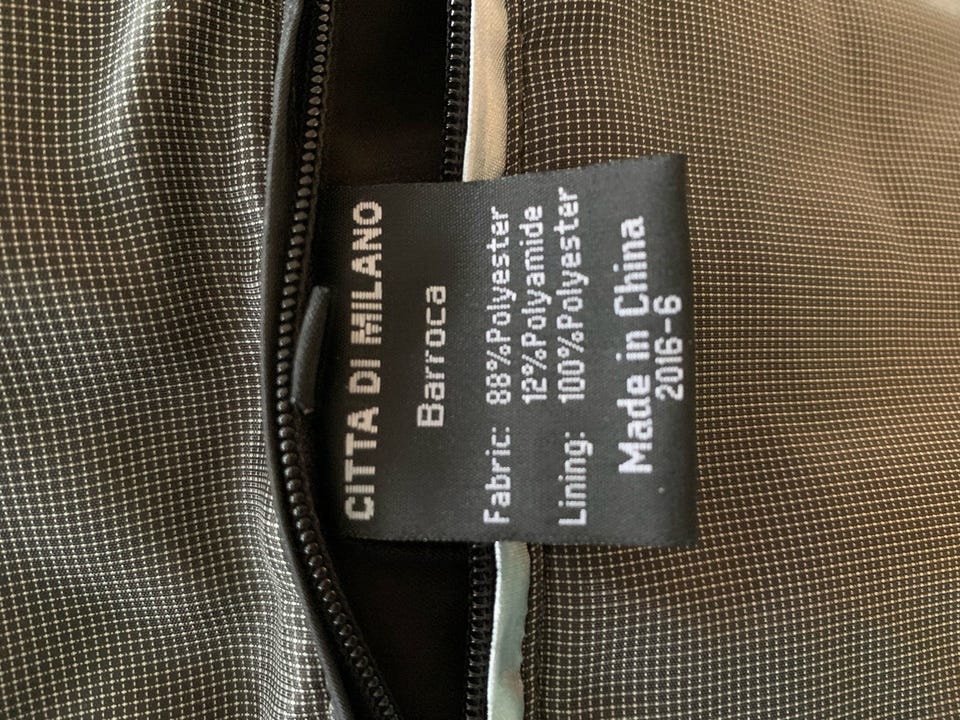 CITTA DI MILANO
Barroca
Fabric: 88%Polyester
12%Polyamide
Lining: 100%Polyester
Made in China
2016-6